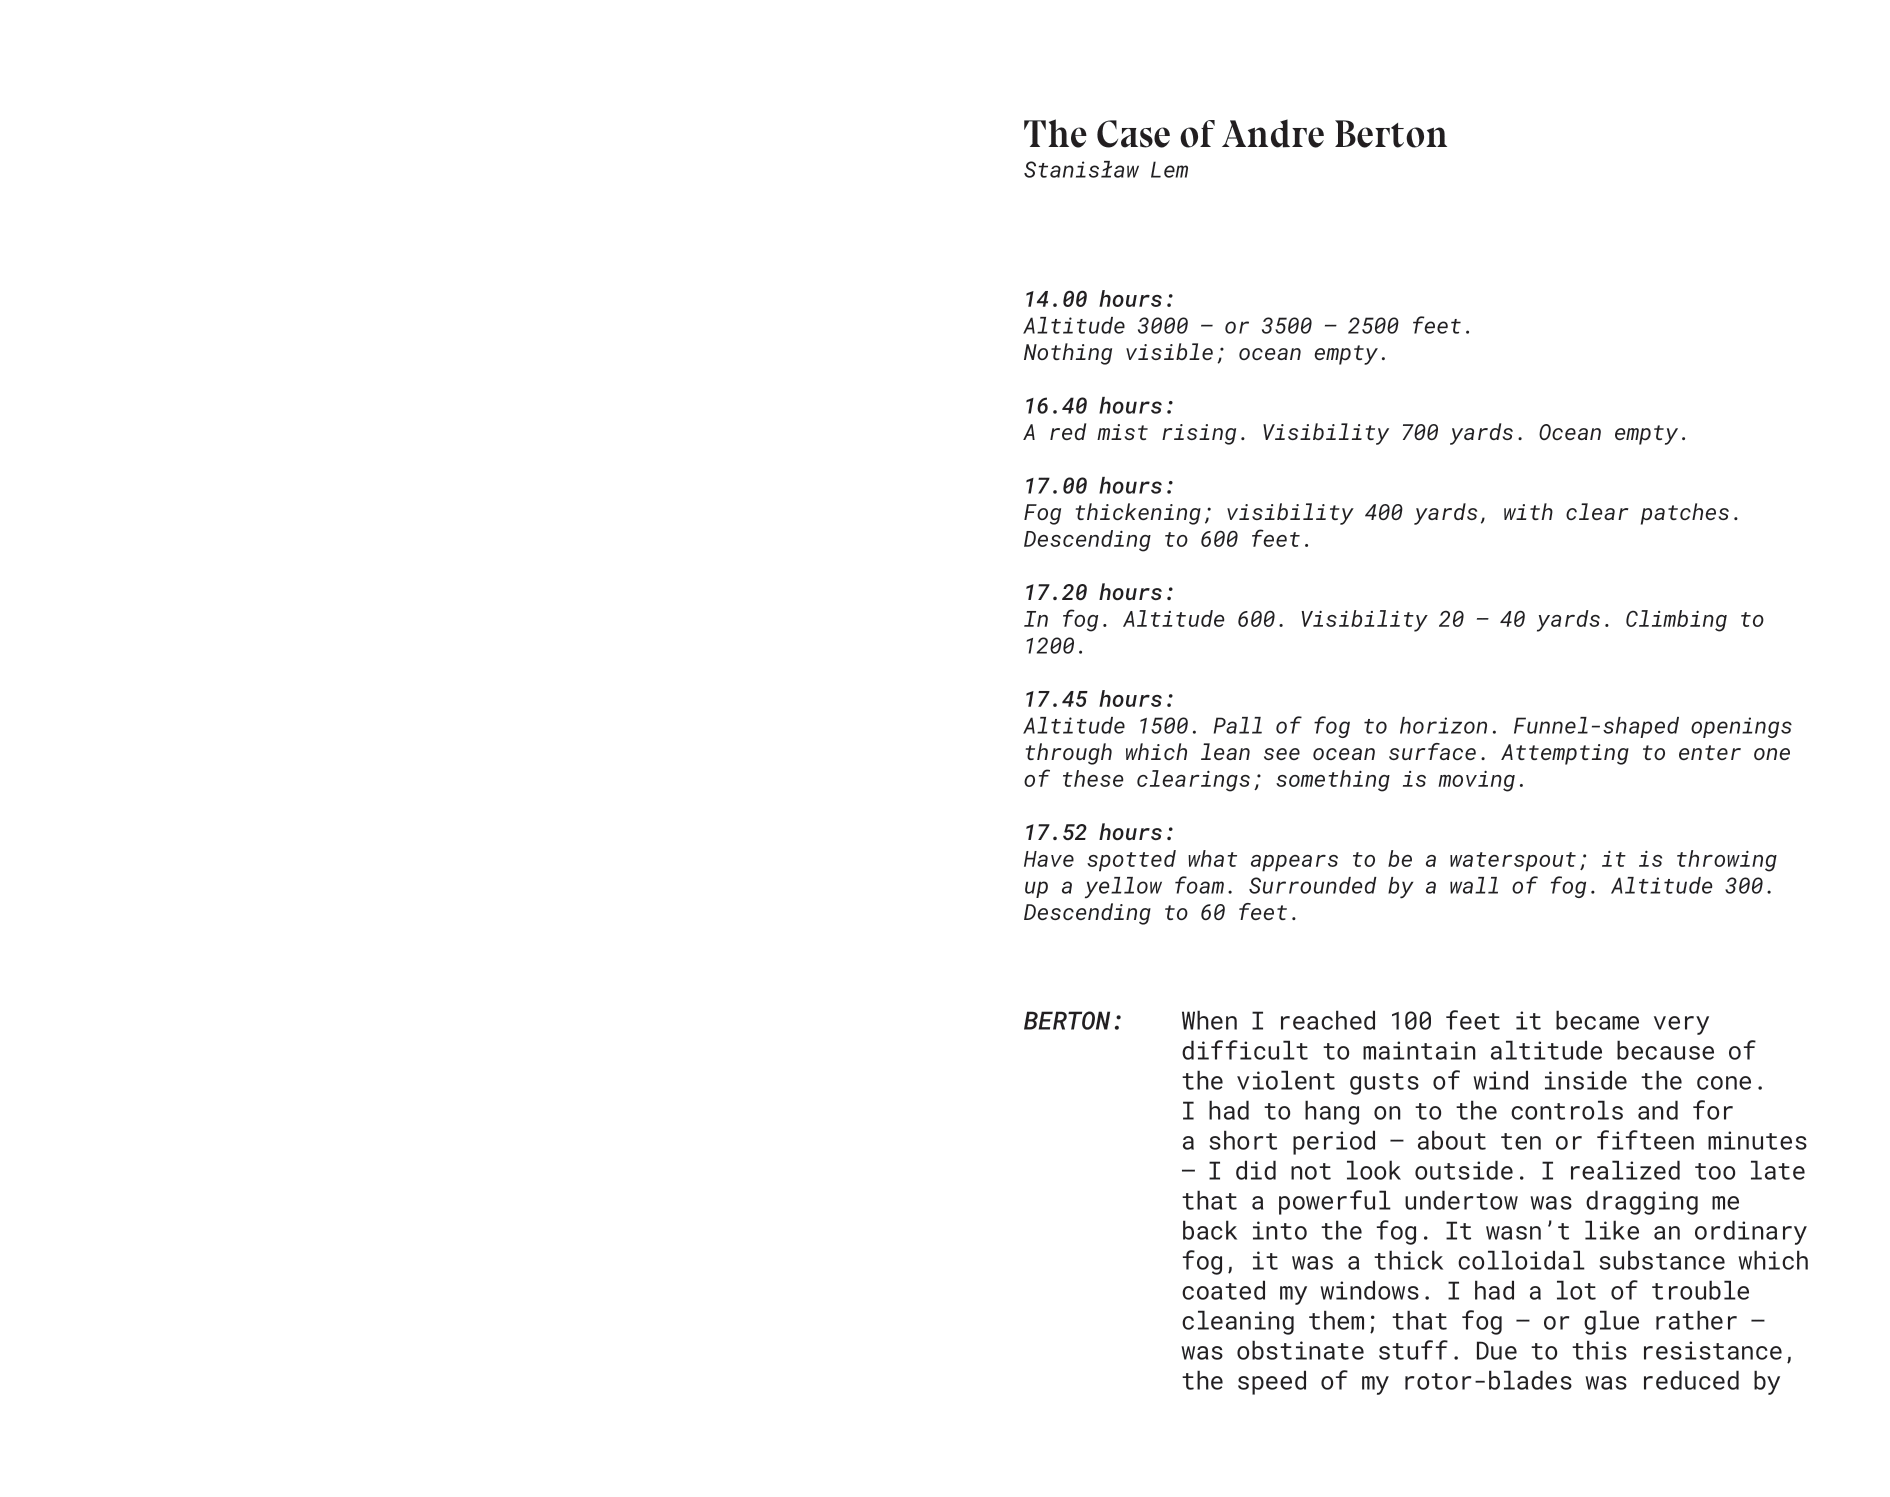 The Case of Andre Berton
Stanisław Lem
14.00 hours:
Altitude 3000 – or 3500 – 2500 feet.
Nothing visible; ocean empty.
16.40 hours:
A red mist rising. Visibility 700 yards. Ocean empty.
17.00 hours:
Fog thickening; visibility 400 yards, with clear patches.
Descending to 600 feet.
17.20 hours:
In fog. Altitude 600. Visibility 20 – 40 yards. Climbing to
1200.
17.45 hours:
Altitude 1500. Pall of fog to horizon. Funnel-shaped openings
through which lean see ocean surface. Attempting to enter one
of these clearings; something is moving.
17.52 hours:
Have spotted what appears to be a waterspout; it is throwing
up a yellow foam. Surrounded by a wall of fog. Altitude 300.
Descending to 60 feet.
BERTON: When I reached 100 feet it became very
difficult to maintain altitude because of
the violent gusts of wind inside the cone.
I had to hang on to the controls and for
a short period – about ten or fifteen minutes
– I did not look outside. I realized too late
that a powerful undertow was dragging me
back into the fog. It wasn’t like an ordinary
fog, it was a thick colloidal substance which
coated my windows. I had a lot of trouble
cleaning them; that fog – or glue rather –
was obstinate stuff. Due to this resistance,
the speed of my rotor-blades was reduced by